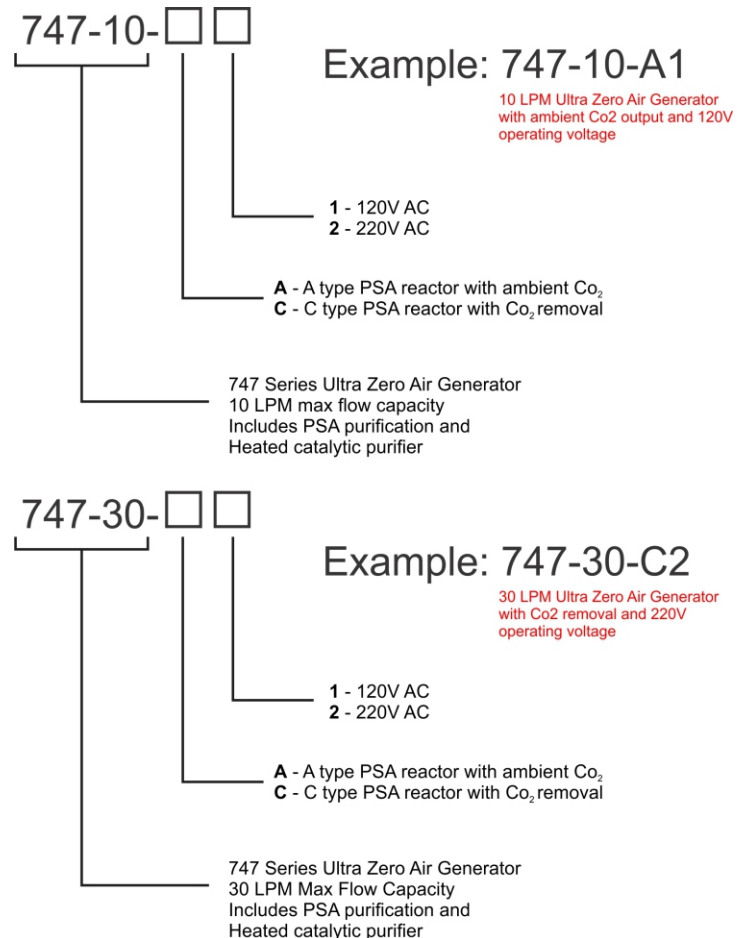 747-10-
Example: 747-10-A1
10 LPM Ultra Zero Air Generator
with ambient Co2 output and 120V
operating voltage
1 - 120V AC
2 - 220V AC
A - A type PSA reactor with ambient Co₂
C - C type PSA reactor with Co₂ removal
747 Series Ultra Zero Air Generator
10 LPM max flow capacity
Includes PSA purification and
Heated catalytic purifier
747-30-
Example: 747-30-C2
30 LPM Ultra Zero Air Generator
with Co2 removal and 220V
operating voltage
1 - 120V AC
2 - 220V AC
A - A type PSA reactor with ambient Co₂
C - C type PSA reactor with Co₂ removal
747 Series Ultra Zero Air Generator
30 LPM Max Flow Capacity
Includes PSA purification and
Heated catalytic purifier